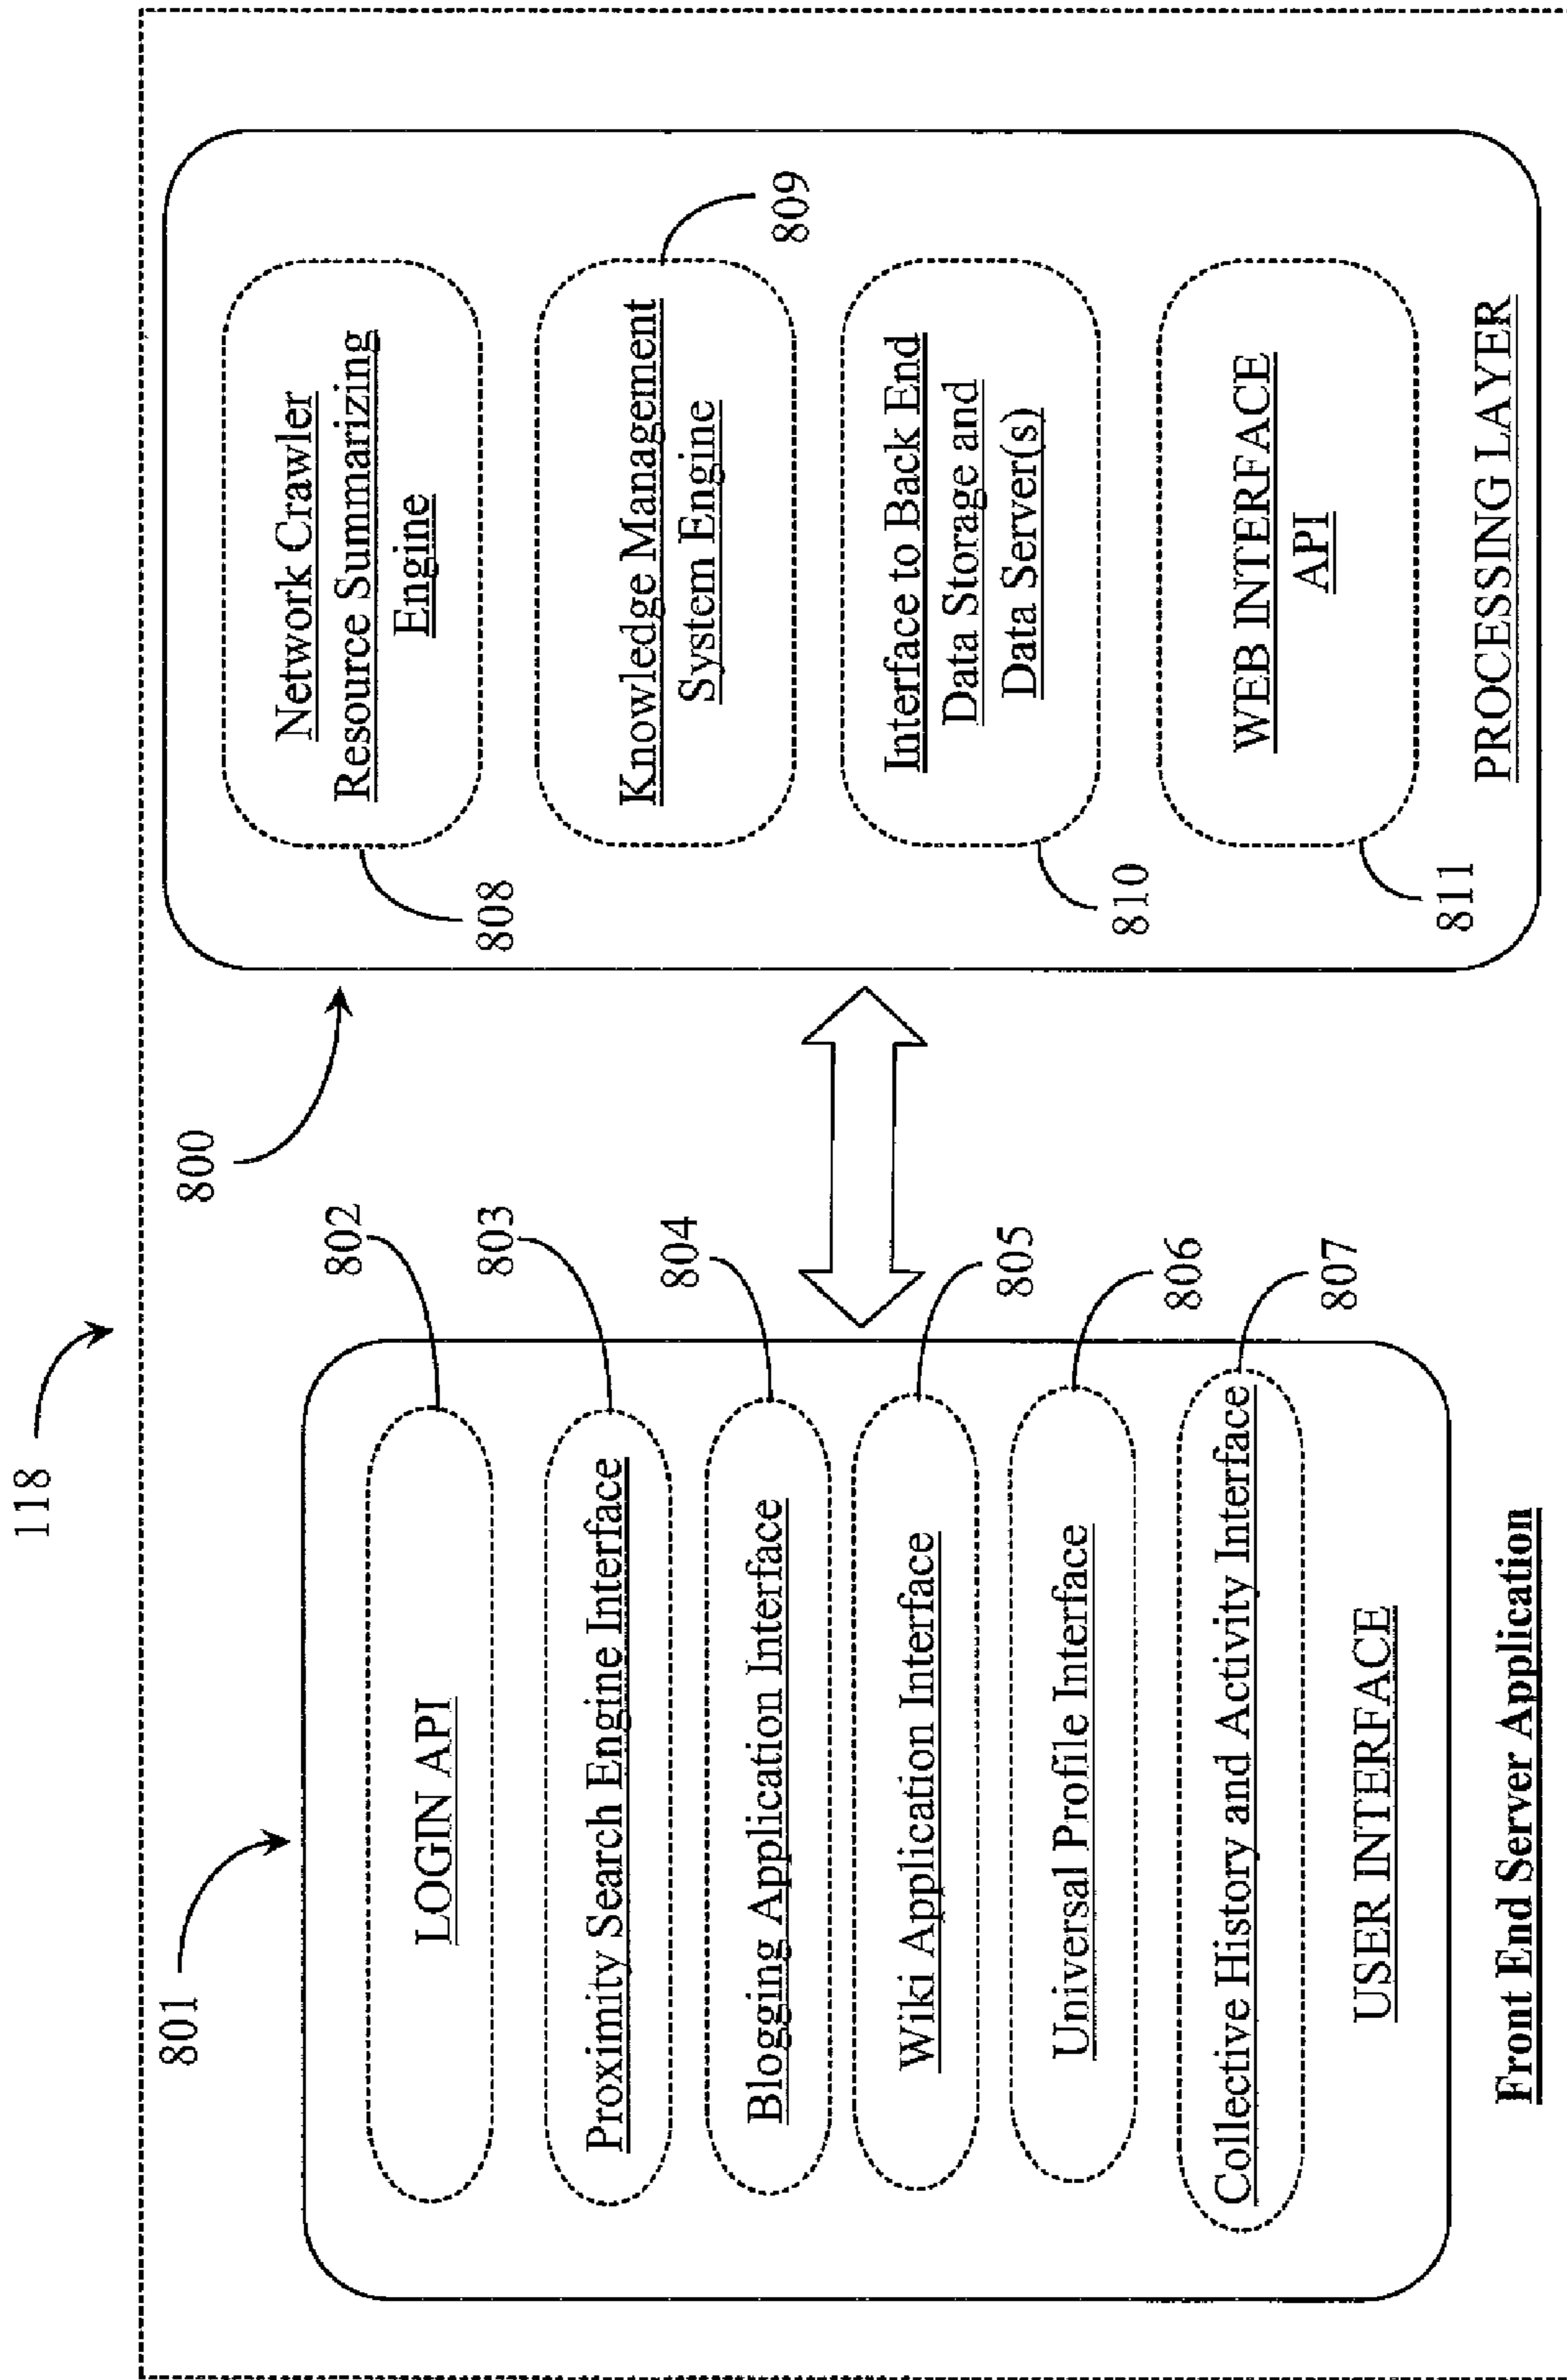 118
801
800
LOGIN API
802
Proximity Search Engine Interface
803
Blogging Application Interface
804
Wiki Application Interface
805
Universal Profile Interface
806
Collective History and Activity Interface
807
USER INTERFACE
Network Crawler
Resource Summarizing
Engine
808
Knowledge Management
System Engine
809
Interface to Back End
Data Storage and
Data Server(s)
810
WEB INTERFACE
API
811
PROCESSING LAYER
Front End Server Application